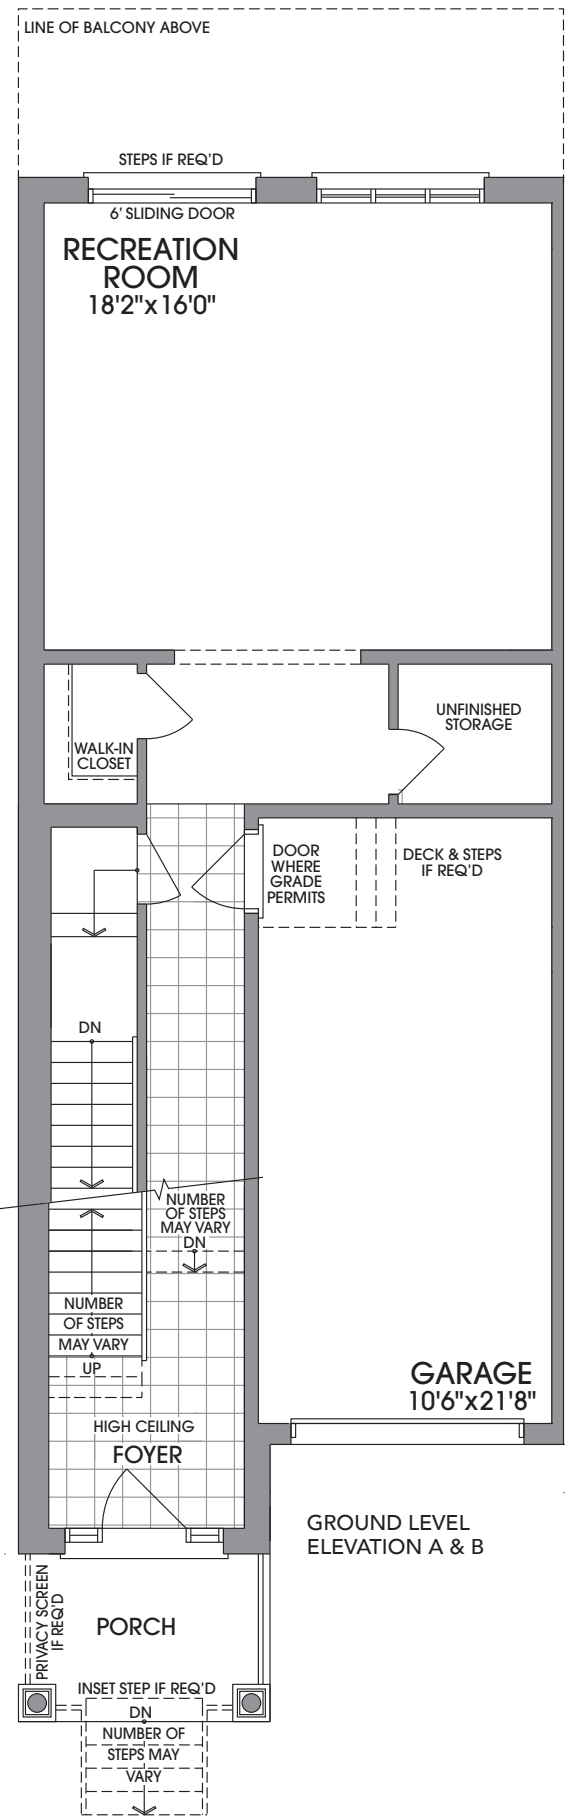 LINE OF BALCONY ABOVE
STEPS IF REQ'D
6' SLIDING DOOR
RECREATION
ROOM
18'2"x16'0"
WALK-IN
CLOSET
UNFINISHED
STORAGE
DOOR
WHERE
GRADE
PERMITS
DECK & STEPS
IF REQ'D
DN
NUMBER
OF STEPS
MAY VARY
DN
NUMBER
OF STEPS
MAY VARY
UP
GARAGE
10'6"x21'8"
HIGH CEILING
FOYER
GROUND LEVEL
ELEVATION A & B
PRIVACY SCREEN
IF REQ'D
PORCH
INSET STEP IF REQ'D
DN
NUMBER OF
STEPS MAY
VARY